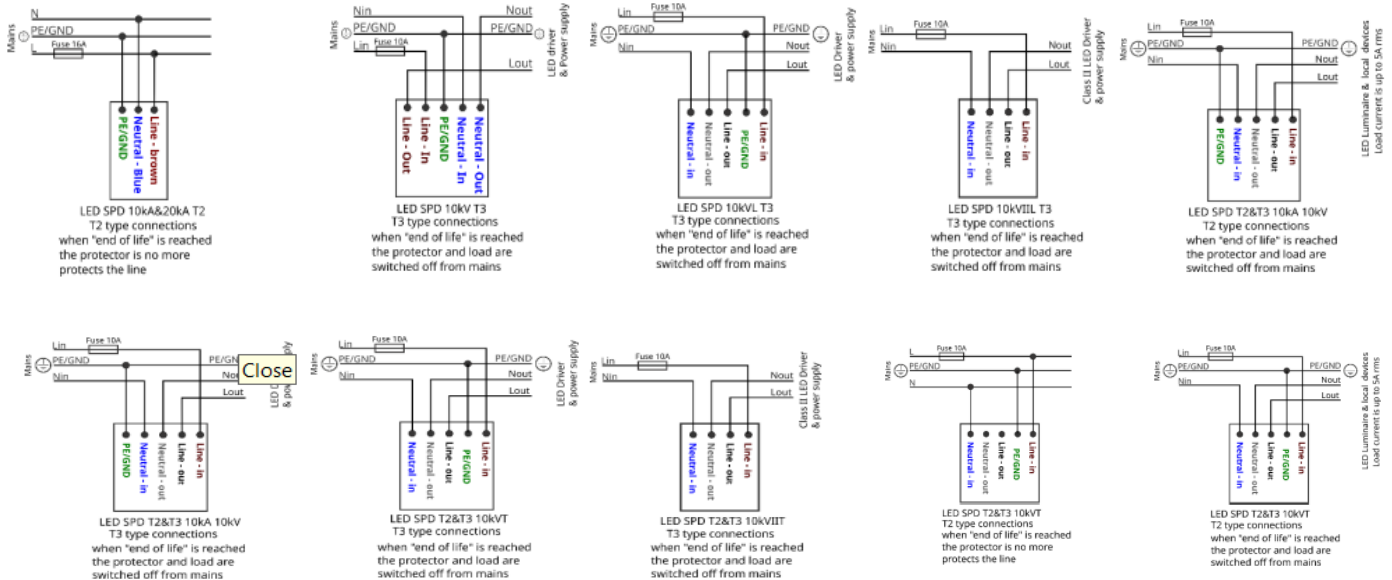 N
PE/GND
L
Fuse 16A
Mains
PE/GND
Neutral - Blue
Line - brown
LED SPD 10kA&20kA T2
T2 type connections
when "end of life" is reached
the protector is no more
protects the line
Nin
Nout
PE/GND
PE/GND
Lin
Fuse 10A
Lout
Mains
LED driver
& Power supply
Line - Out
Line - In
PE/GND
Neutral - In
Neutral - Out
LED SPD 10kV T3
T3 type connections
when "end of life" is reached
the protector and load are
switched off from mains
Lin
Fuse 10A
PE/GND
Nin
Nout
Lout
Mains
LED Driver
& power supply
Neutral - in
Neutral - out
Line - out
PE/GND
Line - in
LED SPD 10kVL T3
T3 type connections
when "end of life" is reached
the protector and load are
switched off from mains
Lin
Fuse 10A
Nin
Nout
Lout
Mains
Class II LED Driver
& power supply
Neutral - in
Neutral - out
Line - out
Line - in
LED SPD 10kVIIL T3
T3 type connections
when "end of life" is reached
the protector and load are
switched off from mains
Lin
Fuse 10A
PE/GND
PE/GND
Nin
Nout
Lout
Mains
LED Luminaire & local devices
Load current is up to 5A rms
PE/GND
Neutral - in
Neutral - out
Line - out
Line - in
LED SPD T2&T3 10kA 10kV
T2 type connections
when "end of life" is reached
the protector and load are
switched off from mains
Lin
Fuse 10A
PE/GND
Nin
Lout
Mains
Close
PE/GND
Neutral - in
Neutral - out
Line - out
Line - in
LED SPD T2&T3 10kA 10kV
T3 type connections
when "end of life" is reached
the protector and load are
switched off from mains
Lin
Fuse 10A
PE/GND
PE/GND
Nin
Nout
Lout
Mains
LED Driver
& power supply
Neutral - in
Neutral - out
Line - out
PE/GND
Line - in
LED SPD T2&T3 10kVT
T3 type connections
when "end of life" is reached
the protector and load are
switched off from mains
Lin
Fuse 10A
Nin
Nout
Lout
Mains
Class II LED Driver
& power supply
Neutral - in
Neutral - out
Line - out
Line - in
LED SPD T2&T3 10kVIIT
T3 type connections
when "end of life" is reached
the protector and load are
switched off from mains
L
Fuse 10A
PE/GND
N
Mains
Neutral - in
Neutral - out
Line - out
PE/GND
Line - in
LED SPD T2&T3 10kVT
T2 type connections
when "end of life" is reached
the protector is no more
protects the line
Lin
Fuse 10A
PE/GND
PE/GND
Nin
Nout
Lout
Mains
LED Luminaire & local devices
Load current is up to 5A rms
Neutral - in
Neutral - out
Line - out
PE/GND
Line - in
LED SPD T2&T3 10kVT
T2 type connections
when "end of life" is reached
the protector and load are
switched off from mains